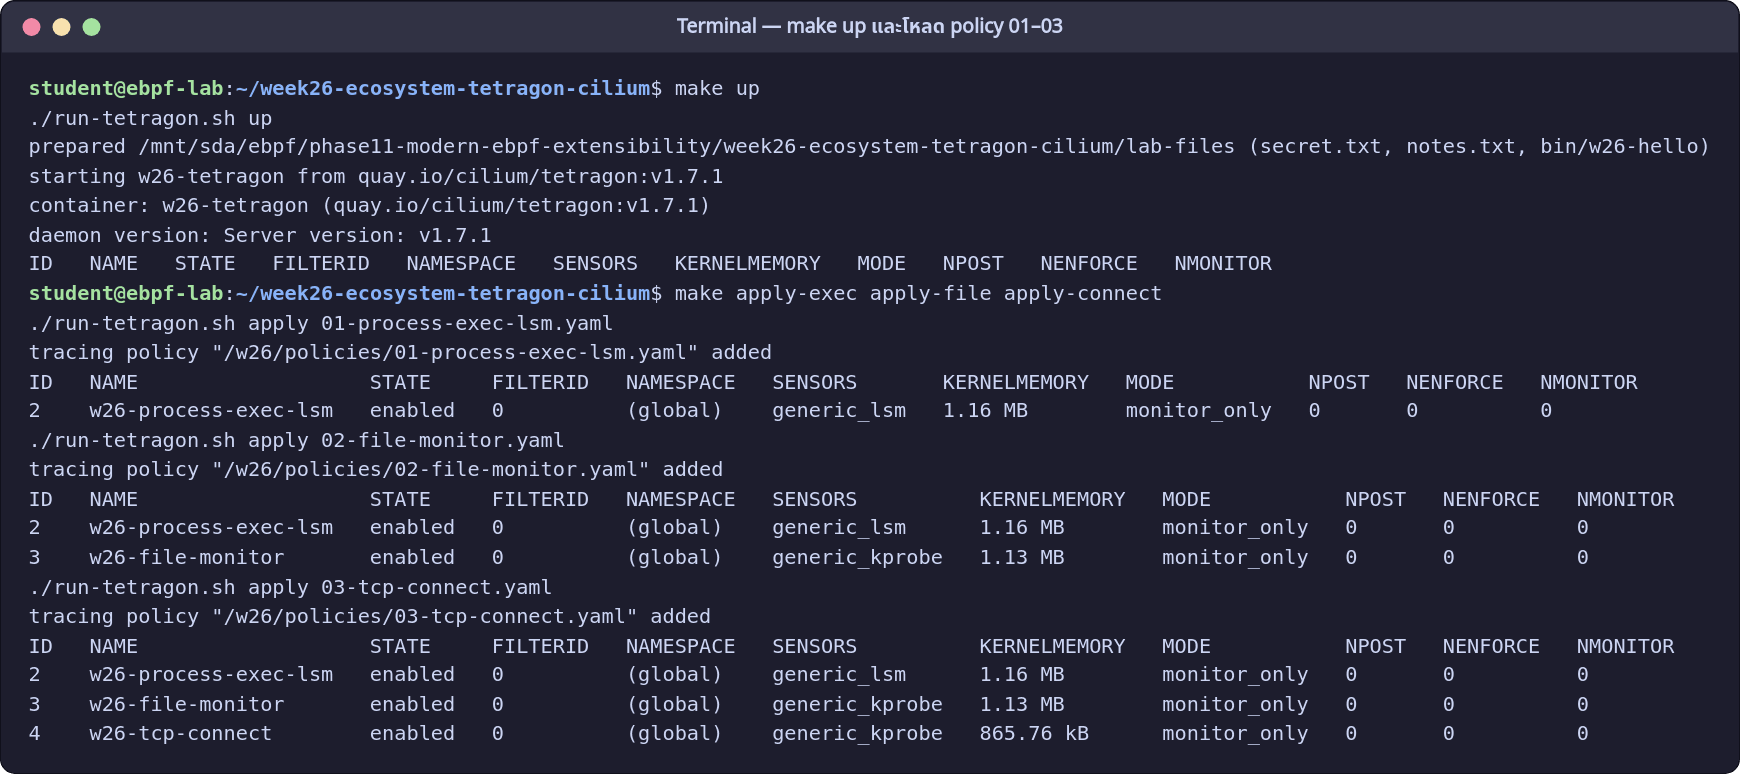 Terminal — make up และโหลด policy 01–03
student@ebpf-lab:~/week26-ecosystem-tetragon-cilium$ make up
./run-tetragon.sh up
prepared /mnt/sda/ebpf/phase11-modern-ebpf-extensibility/week26-ecosystem-tetragon-cilium/lab-files (secret.txt, notes.txt, bin/w26-hello)
starting w26-tetragon from quay.io/cilium/tetragon:v1.7.1
container: w26-tetragon (quay.io/cilium/tetragon:v1.7.1)
daemon version: Server version: v1.7.1
ID   NAME   STATE   FILTERID   NAMESPACE   SENSORS   KERNELMEMORY   MODE   NPOST   NENFORCE   NMONITOR
student@ebpf-lab:~/week26-ecosystem-tetragon-cilium$ make apply-exec apply-file apply-connect
./run-tetragon.sh apply 01-process-exec-lsm.yaml
tracing policy "/w26/policies/01-process-exec-lsm.yaml" added
ID   NAME                   STATE     FILTERID   NAMESPACE   SENSORS       KERNELMEMORY   MODE           NPOST   NENFORCE   NMONITOR
2    w26-process-exec-lsm   enabled   0          (global)    generic_lsm   1.16 MB        monitor_only   0       0          0
./run-tetragon.sh apply 02-file-monitor.yaml
tracing policy "/w26/policies/02-file-monitor.yaml" added
ID   NAME                   STATE     FILTERID   NAMESPACE   SENSORS          KERNELMEMORY   MODE           NPOST   NENFORCE   NMONITOR
2    w26-process-exec-lsm   enabled   0          (global)    generic_lsm      1.16 MB        monitor_only   0       0          0
3    w26-file-monitor       enabled   0          (global)    generic_kprobe   1.13 MB        monitor_only   0       0          0
./run-tetragon.sh apply 03-tcp-connect.yaml
tracing policy "/w26/policies/03-tcp-connect.yaml" added
ID   NAME                   STATE     FILTERID   NAMESPACE   SENSORS          KERNELMEMORY   MODE           NPOST   NENFORCE   NMONITOR
2    w26-process-exec-lsm   enabled   0          (global)    generic_lsm      1.16 MB        monitor_only   0       0          0
3    w26-file-monitor       enabled   0          (global)    generic_kprobe   1.13 MB        monitor_only   0       0          0
4    w26-tcp-connect        enabled   0          (global)    generic_kprobe   865.76 kB      monitor_only   0       0          0